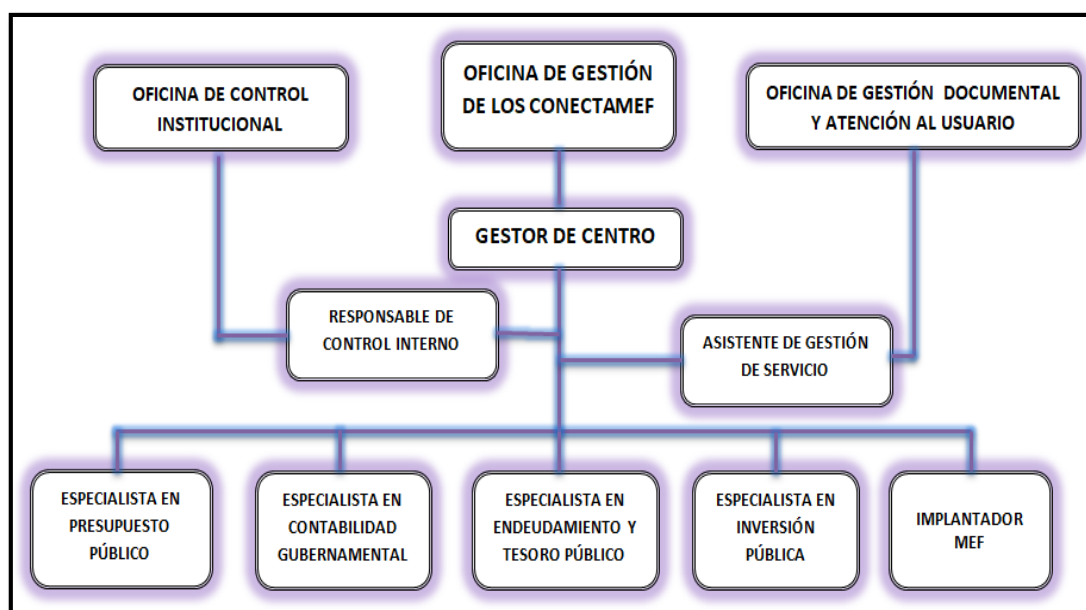 OFICINA DE CONTROL
INSTITUCIONAL
OFICINA DE GESTIÓN
DE LOS CONECTAMEF
OFICINA DE GESTIÓN DOCUMENTAL
Y ATENCIÓN AL USUARIO
GESTOR DE CENTRO
RESPONSABLE DE
CONTROL INTERNO
ASISTENTE DE GESTIÓN
DE SERVICIO
ESPECIALISTA EN
PRESUPUESTO
PÚBLICO
ESPECIALISTA EN
CONTABILIDAD
GUBERNAMENTAL
ESPECIALISTA EN
ENDEUDAMIENTO Y
TESORO PÚBLICO
ESPECIALISTA EN
INVERSIÓN
PÚBLICA
IMPLANTADOR
MEF